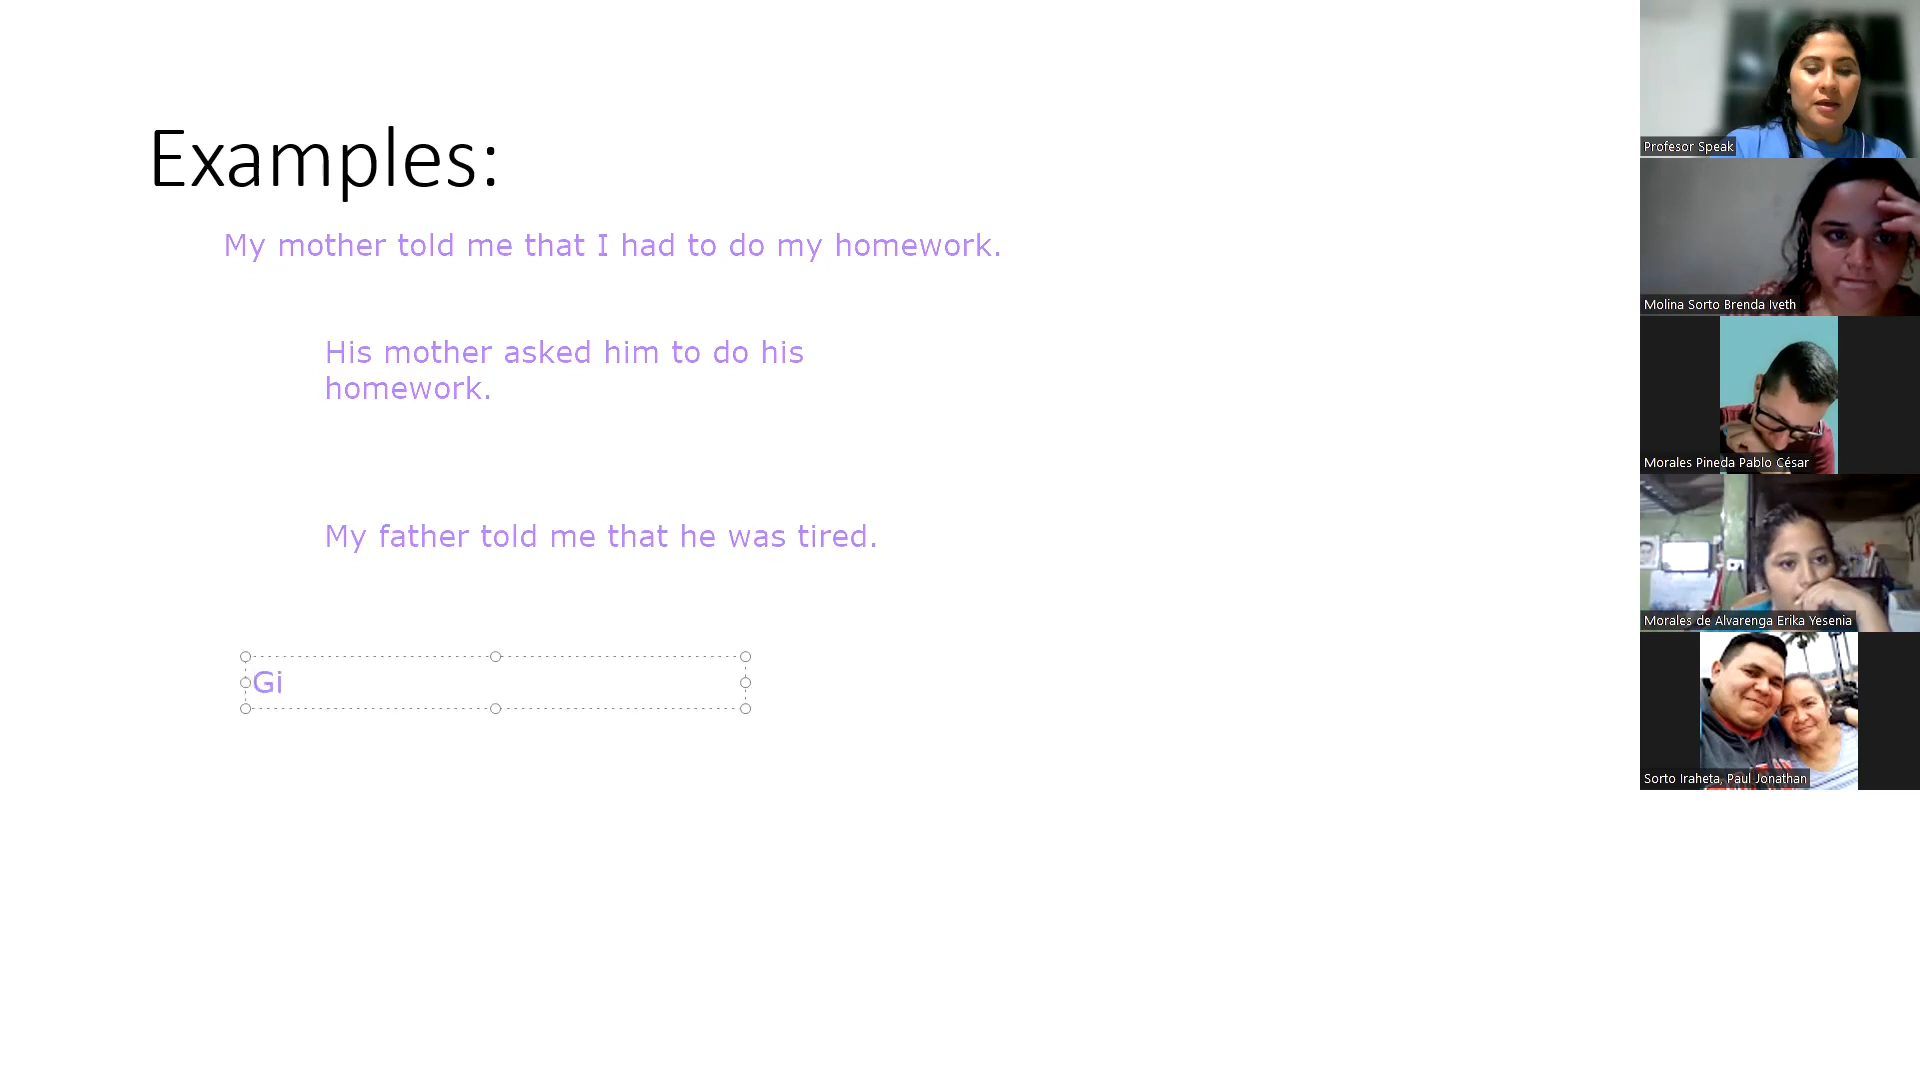 Examples:
My mother told me that I had to do my homework.
His mother asked him to do his
homework.
My father told me that he was tired.
Gi
Profesor Speak
Molina Sorto Brenda Iveth
Morales Pineda Pablo César
Morales de Alvarenga Erika Yesenia
Sorto Iraheta, Paul Jonathan